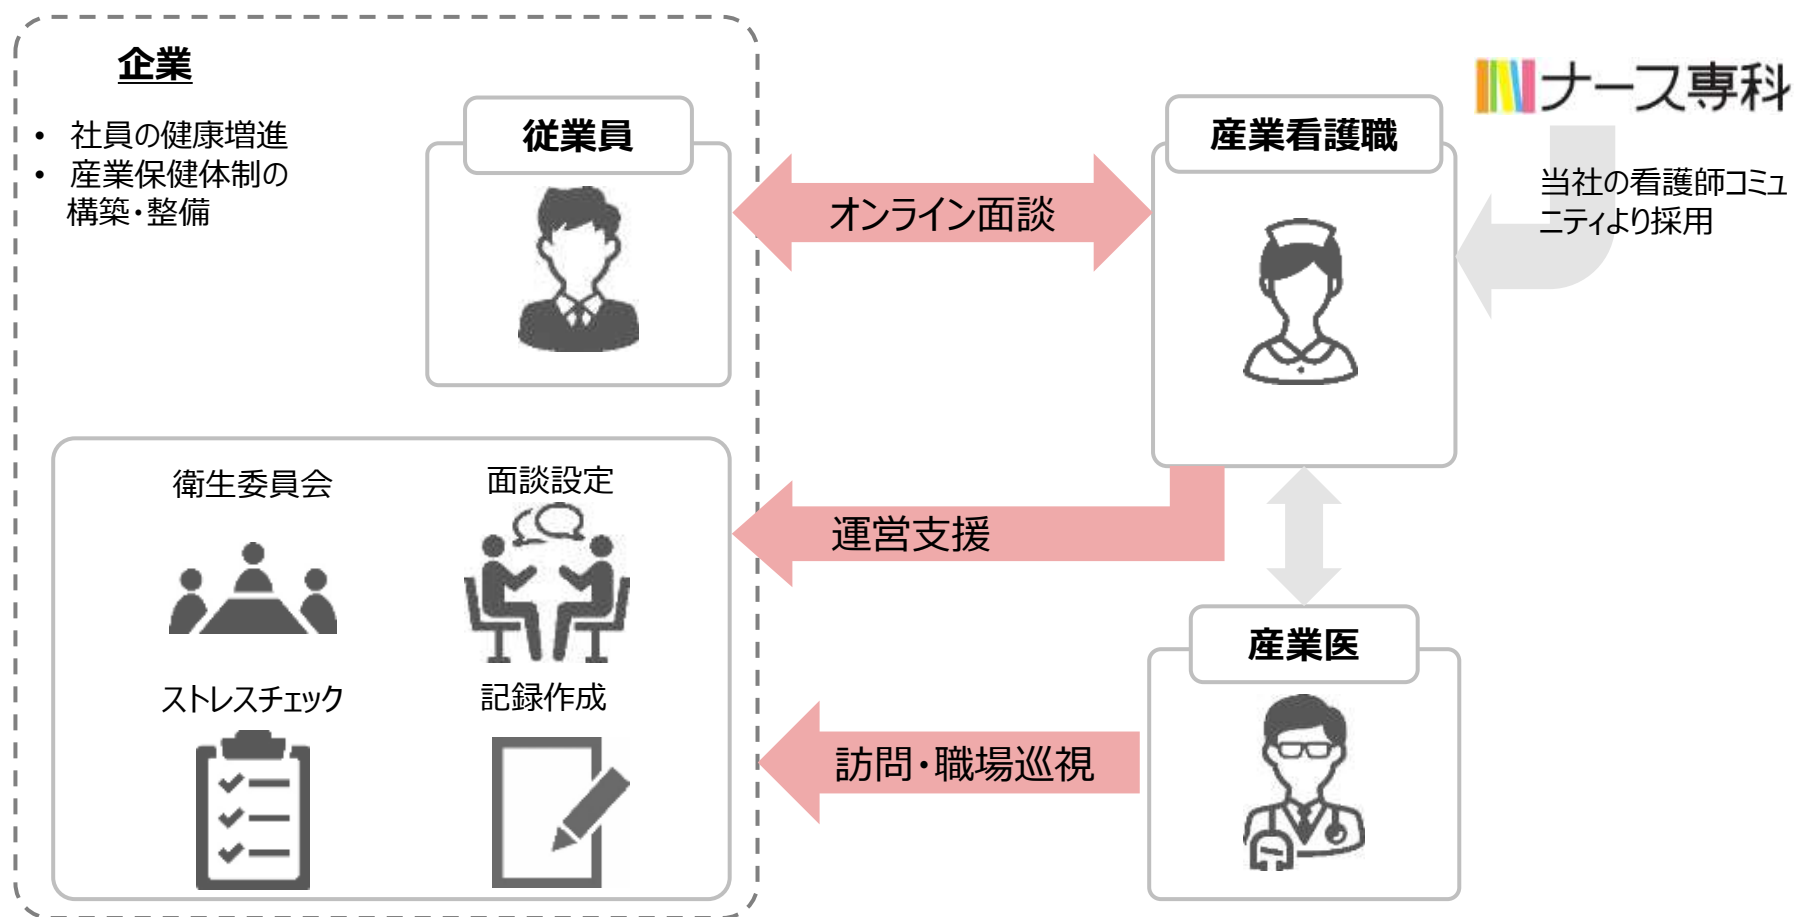 企業
• 社員の健康増進
• 産業保健体制の
構築・整備
従業員
オンライン面談
産業看護職
ナース専科
当社の看護師コミュ
ニティより採用
衛生委員会
面談設定
運営支援
ストレスチェック
記録作成
産業医
訪問・職場巡視